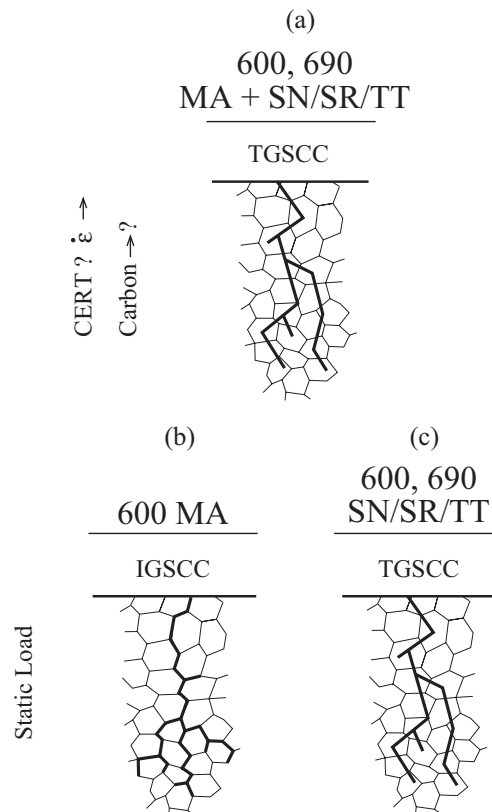 (a)
600, 690
MA + SN/SR/TT
TGSCC
CERT ? ε̇ →
Carbon → ?
(b)
600 MA
IGSCC
(c)
600, 690
SN/SR/TT
TGSCC
Static Load